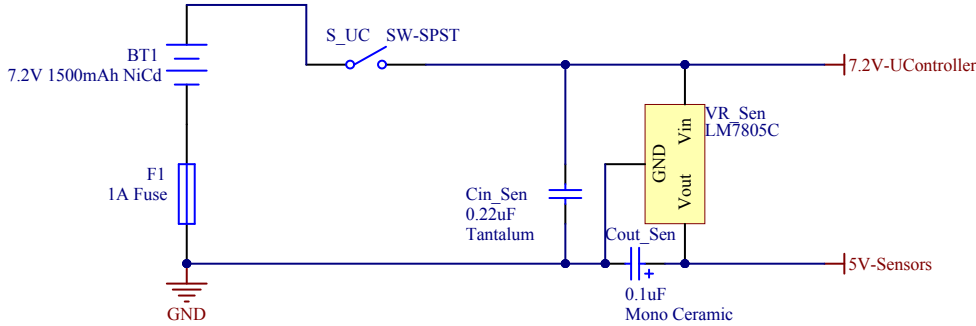 S_UC SW-SPST
BT1
7.2V 1500mAh NiCd
7.2V-UController
VR_Sen
LM7805C
Vin
GND
Vout
F1
1A Fuse
Cin_Sen
0.22uF
Tantalum
Cout_Sen
+
0.1uF
Mono Ceramic
5V-Sensors
GND